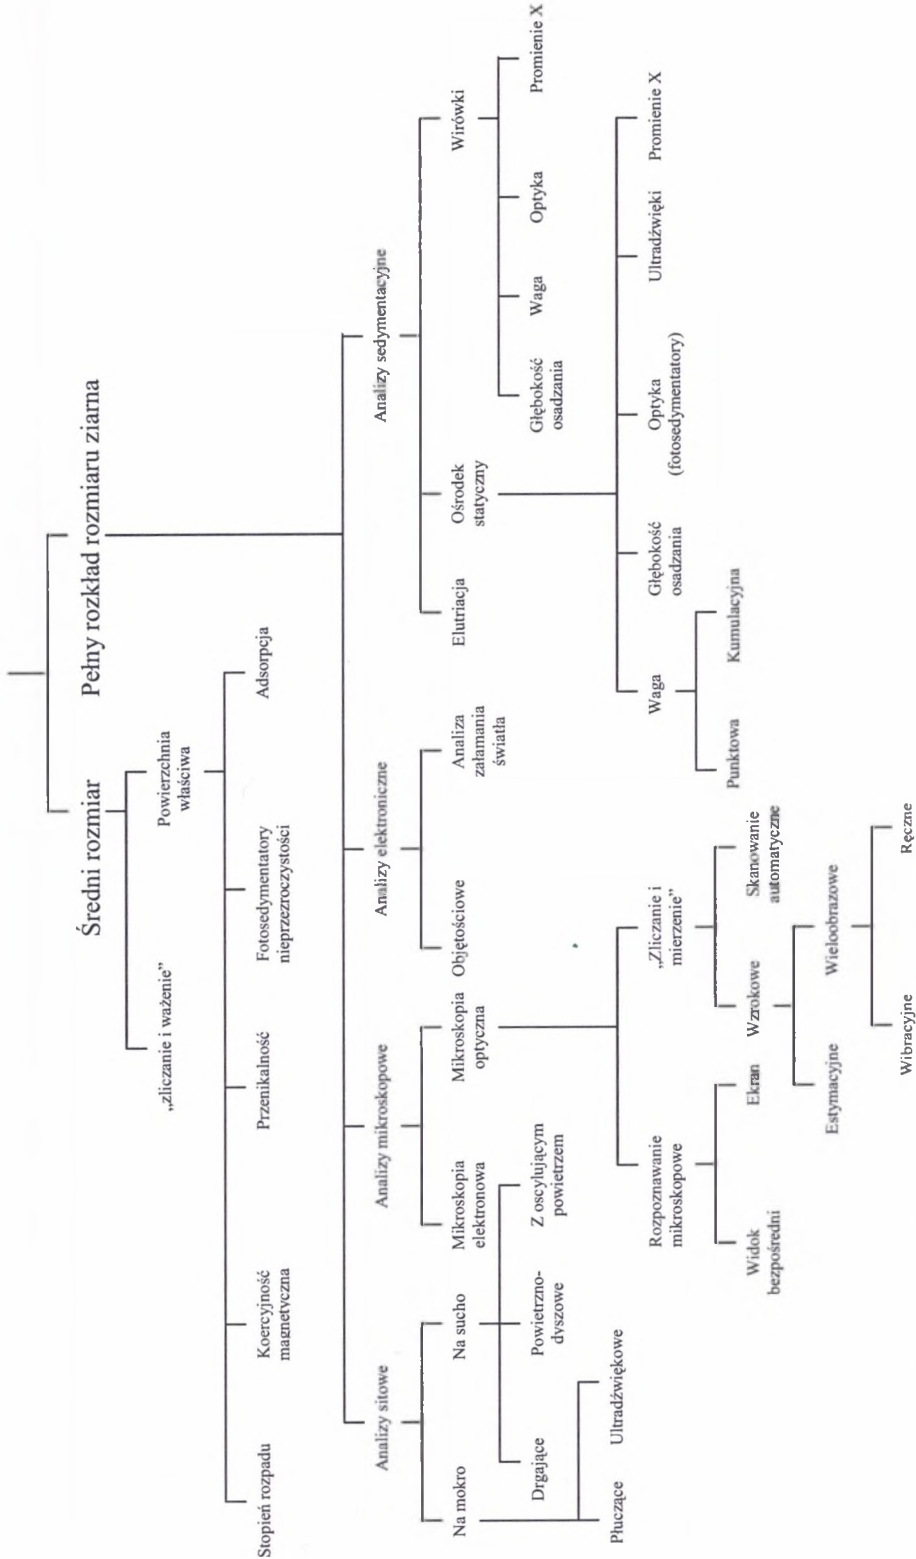 Średni rozmiar
Pełny rozkład rozmiaru ziarna
„zliczanie i ważenie”
Powierzchnia
właściwa
Stopień rozpadu
Koercyjność
magnetyczna
Przenikalność
Fotosedymentatory
nieprzezroczystości
Adsorpcja
Analizy sitowe
Analizy mikroskopowe
Analizy elektroniczne
Analizy sedymentacyjne
Na mokro
Na sucho
Mikroskopia
elektronowa
Mikroskopia
optyczna
Objętościowe
Analiza
załamania
światła
Elutriacja
Ośrodek
statyczny
Wirówki
Drgające
Powietrzno-
dyszowe
Z oscylującym
powietrzem
Głębokość
osadzania
Waga
Optyka
Promienie X
Płuczące
Ultradźwiękowe
Rozpoznawanie
mikroskopowe
„Zliczanie i
mierzenie”
Waga
Głębokość
osadzania
Optyka
(fotosedymentatory)
Ultradźwięki
Promienie X
Widok
bezpośredni
Ekran
Wzrokowe
Skanowanie
automatyczne
Punktowa
Kumulacyjna
Estymacyjne
Wieloobrazowe
Wibracyjne
Ręczne